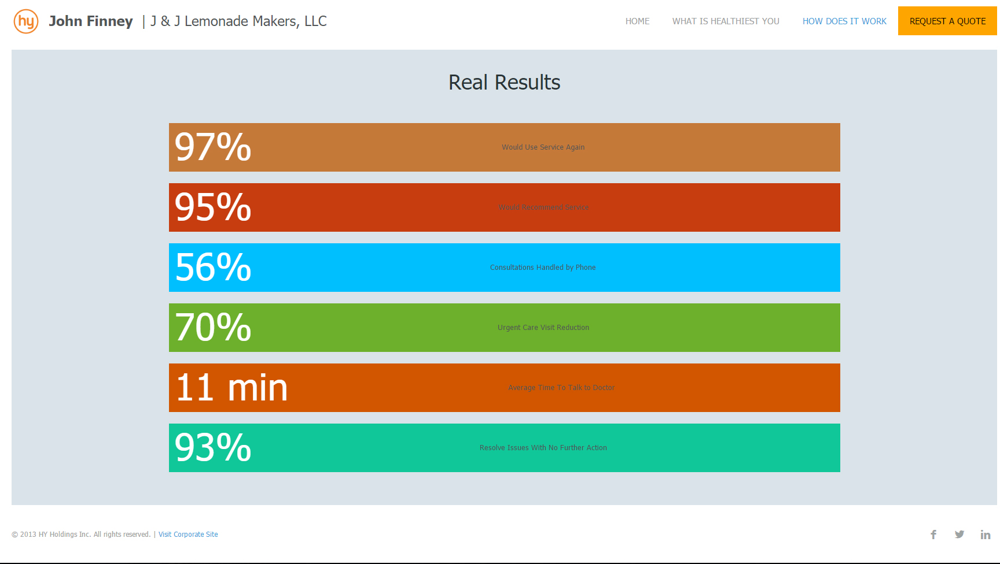 hy John Finney | J & J Lemonade Makers, LLC HOME WHAT IS HEALTHIEST YOU HOW DOES IT WORK REQUEST A QUOTE
Real Results
97% Would Use Service Again
95% Would Recommend Service
56% Consultations Handled by Phone
70% Urgent Care Visit Reduction
11 min Average Time To Talk to Doctor
93% Resolve Issues With No Further Action
© 2013 HY Holdings Inc. All rights reserved. | Visit Corporate Site